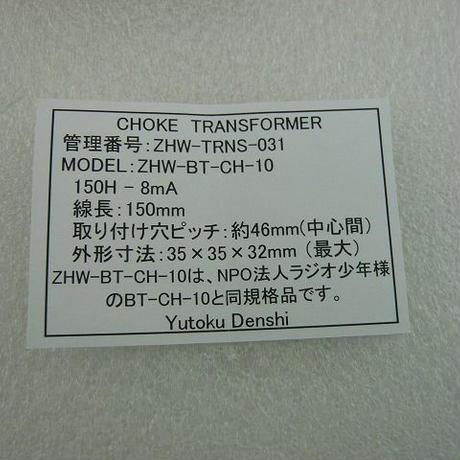 CHOKE TRANSFORMER
管理番号:ZHW-TRNS-031
MODEL:ZHW-BT-CH-10
150H - 8mA
線長:150mm
取り付け穴ピッチ:約46mm(中心間)
外形寸法:35×35×32mm (最大)
ZHW-BT-CH-10は、NPO法人ラジオ少年様
のBT-CH-10と同規格品です。
Yutoku Denshi